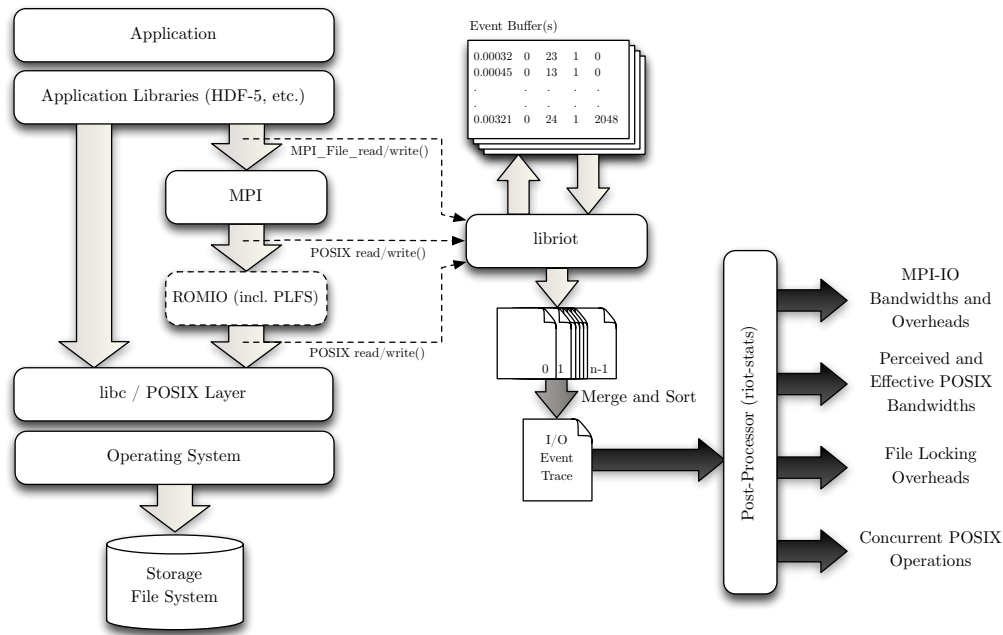 Application
Application Libraries (HDF-5, etc.)
MPI_File_read/write()
MPI
POSIX read/write()
ROMIO (incl. PLFS)
POSIX read/write()
libc / POSIX Layer
Operating System
Storage
File System
Event Buffer(s)
0.00032 0 23 1 0
0.00045 0 13 1 0
. . . . .
. . . . .
0.00321 0 24 1 2048
libriot
0 1 n-1
Merge and Sort
I/O
Event
Trace
Post-Processor (riot-stats)
MPI-IO
Bandwidths and
Overheads
Perceived and
Effective POSIX
Bandwidths
File Locking
Overheads
Concurrent POSIX
Operations